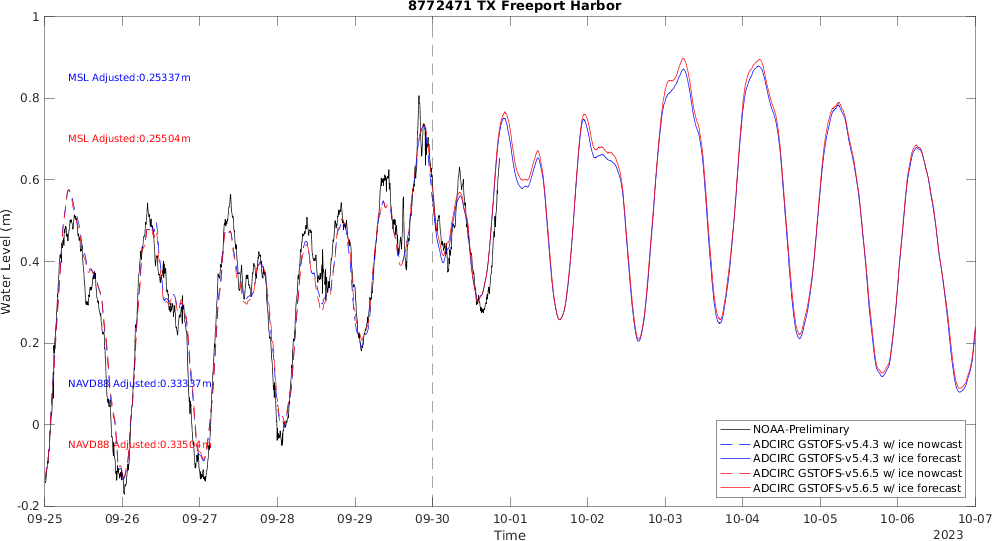 8772471 TX Freeport Harbor
1
0.8
0.6
0.4
0.2
0
-0.2
Water Level (m)
MSL Adjusted:0.25337m
MSL Adjusted:0.25504m
NAVD88 Adjusted:0.33337m
NAVD88 Adjusted:0.33504m
NOAA-Preliminary
ADCIRC GSTOFS-v5.4.3 w/ ice nowcast
ADCIRC GSTOFS-v5.4.3 w/ ice forecast
ADCIRC GSTOFS-v5.6.5 w/ ice nowcast
ADCIRC GSTOFS-v5.6.5 w/ ice forecast
09-25 09-26 09-27 09-28 09-29 09-30 10-01 10-02 10-03 10-04 10-05 10-06 10-07
Time
2023